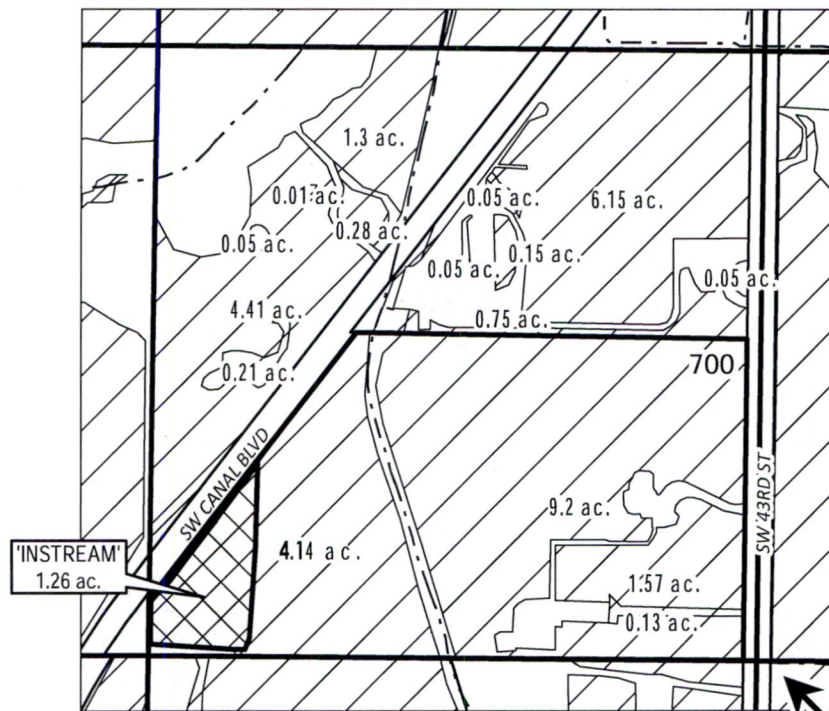 1.3 ac.
0.01 ac.
0.05 ac.
6.15 ac.
0.28 ac.
0.05 ac.
0.15 ac.
0.05 ac.
0.05 ac.
4.41 ac.
0.75 ac.
0.21 ac.
700
SW CANAL BLVD
SW 43RD ST
9.2 ac.
'INSTREAM'
1.26 ac.
4.14 ac.
1.57 ac.
0.13 ac.